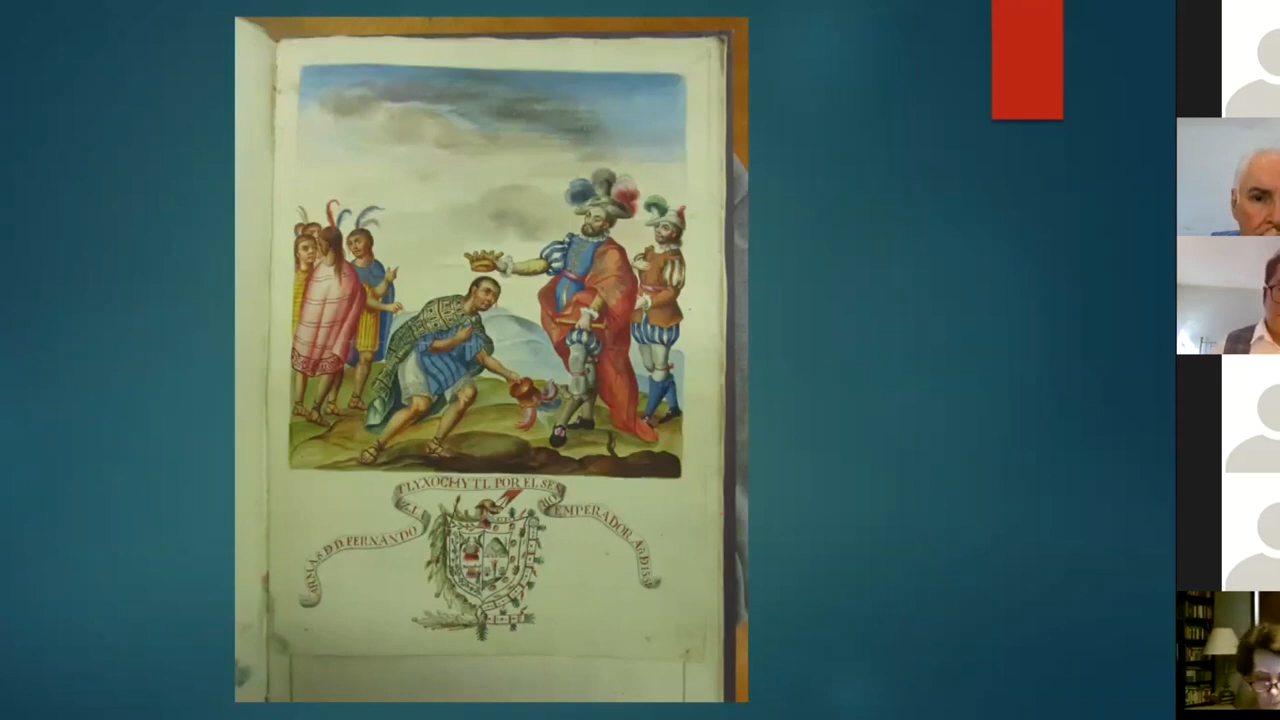 ARMAS D D. FERNANDO
TLYXOCHYTL POR EL SE
EMPERADOR